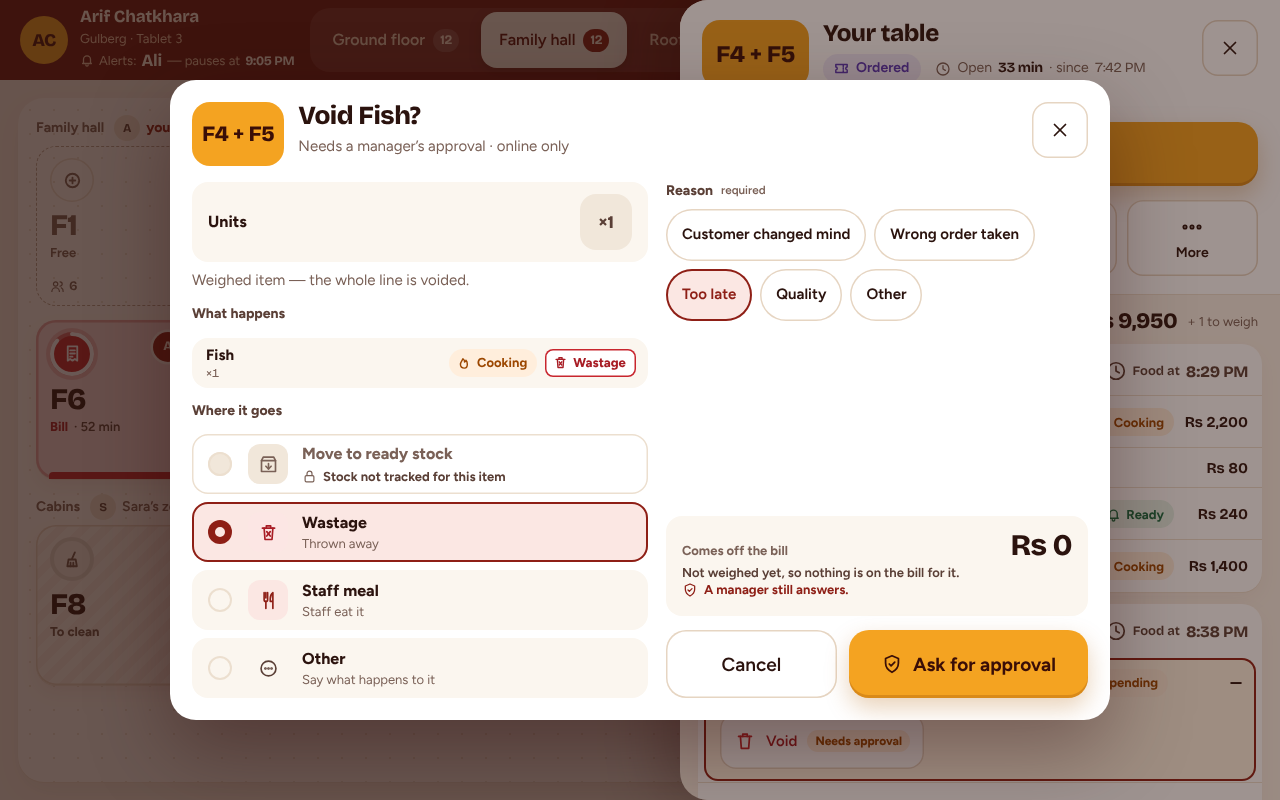 Arif Chatkhara
AC
Gulberg · Tablet 3
Alerts: Ali — pauses at 9:05 PM
Ground floor 12
Family hall 12
F4 + F5
Your table
Ordered
Open 33 min · since 7:42 PM
F4 + F5
Void Fish?
Needs a manager’s approval · online only
Units
×1
Weighed item — the whole line is voided.
What happens
Fish
×1
Cooking
Wastage
Where it goes
Move to ready stock
Stock not tracked for this item
Wastage
Thrown away
Staff meal
Staff eat it
Other
Say what happens to it
Reason required
Customer changed mind
Wrong order taken
Too late
Quality
Other
Comes off the bill
Rs 0
Not weighed yet, so nothing is on the bill for it.
A manager still answers.
Cancel
Ask for approval
Family hall A
F1
Free
6
F6
Bill · 52 min
Cabins S Sara’s
F8
To clean
More
9,950 + 1 to weigh
Food at 8:29 PM
Cooking Rs 2,200
Rs 80
Ready Rs 240
Cooking Rs 1,400
Food at 8:38 PM
pending –
Void Needs approval